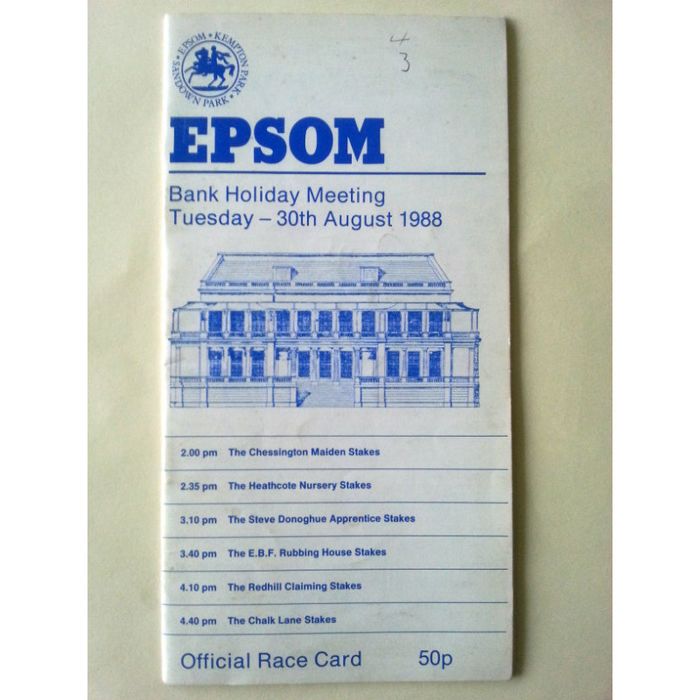 4
3
EPSOM • KEMPTON PARK • SANDOWN PARK •
EPSOM
Bank Holiday Meeting
Tuesday – 30th August 1988
2.00 pm The Chessington Maiden Stakes
2.35 pm The Heathcote Nursery Stakes
3.10 pm The Steve Donoghue Apprentice Stakes
3.40 pm The E.B.F. Rubbing House Stakes
4.10 pm The Redhill Claiming Stakes
4.40 pm The Chalk Lane Stakes
Official Race Card 50p